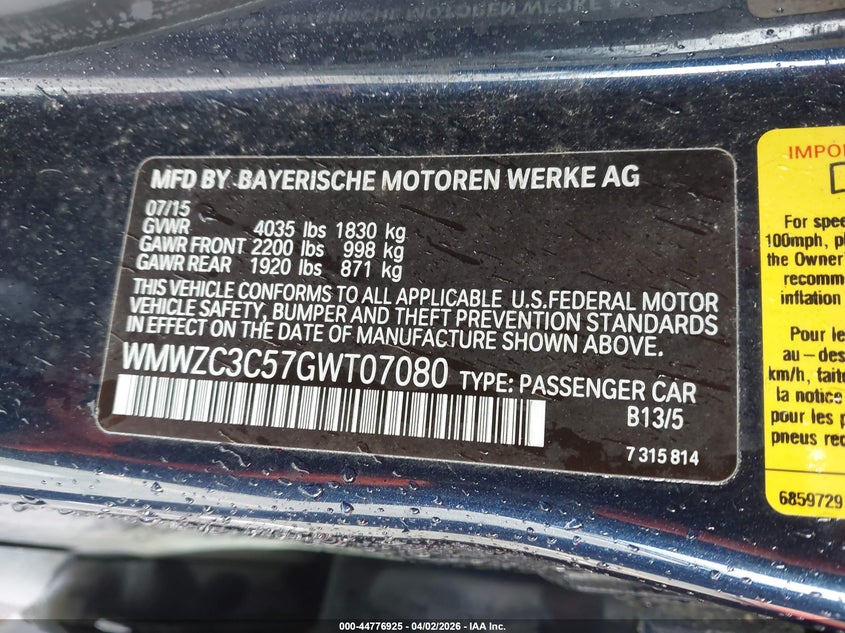 MFD BY BAYERISCHE MOTOREN WERKE AG
07/15
GVWR 4035 lbs 1830 kg
GAWR FRONT 2200 lbs 998 kg
GAWR REAR 1920 lbs 871 kg
THIS VEHICLE CONFORMS TO ALL APPLICABLE U.S.FEDERAL MOTOR
VEHICLE SAFETY, BUMPER AND THEFT PREVENTION STANDARDS
IN EFFECT ON THE DATE OF MANUFACTURE SHOWN ABOVE.
WMWZC3C57GWT07080 TYPE: PASSENGER CAR
B13/5
7 315 814
For spee
100mph, pl
the Owner'
recomm
inflation
Pour le
au-des
km/h, faite
la notice
pour les p
pneus rec
6859729
000-44776925 - 04/02/2026 - IAA Inc.